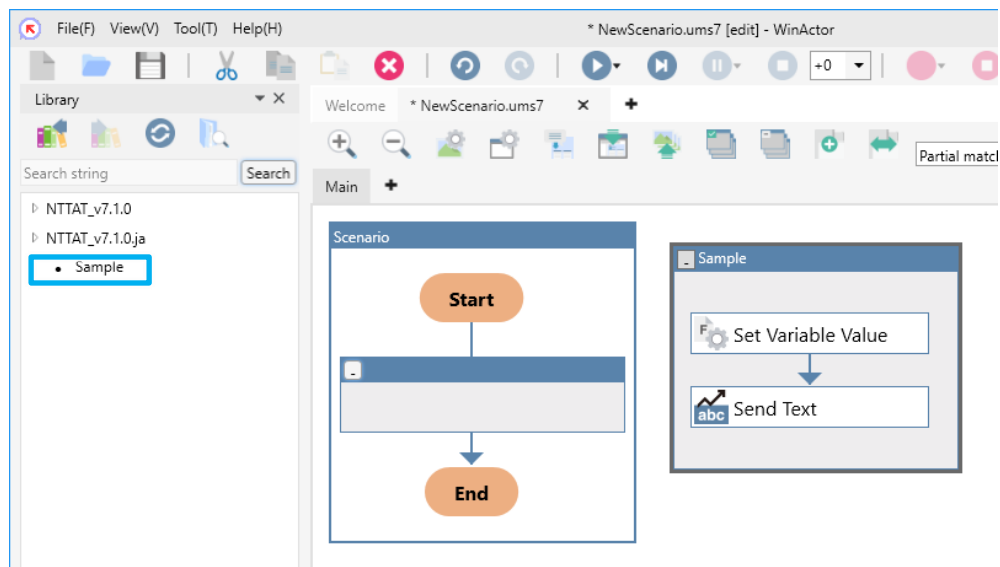 File(F) View(V) Tool(T) Help(H) * NewScenario.ums7 [edit] - WinActor
+0
Library
Welcome * NewScenario.ums7
Search string Search
Partial match
Main
NTTAT_v7.1.0
NTTAT_v7.1.0.ja
Sample
Scenario
Start
End
Sample
F
Set Variable Value
abc
Send Text